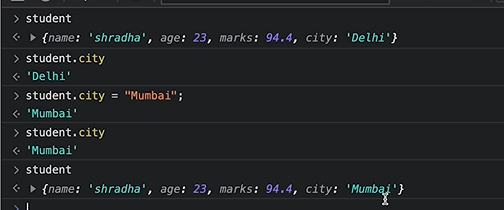 student
{name: 'shradha', age: 23, marks: 94.4, city: 'Delhi'}
student.city
'Delhi'
student.city = "Mumbai";
'Mumbai'
student.city
'Mumbai'
student
{name: 'shradha', age: 23, marks: 94.4, city: 'Mumbai'}